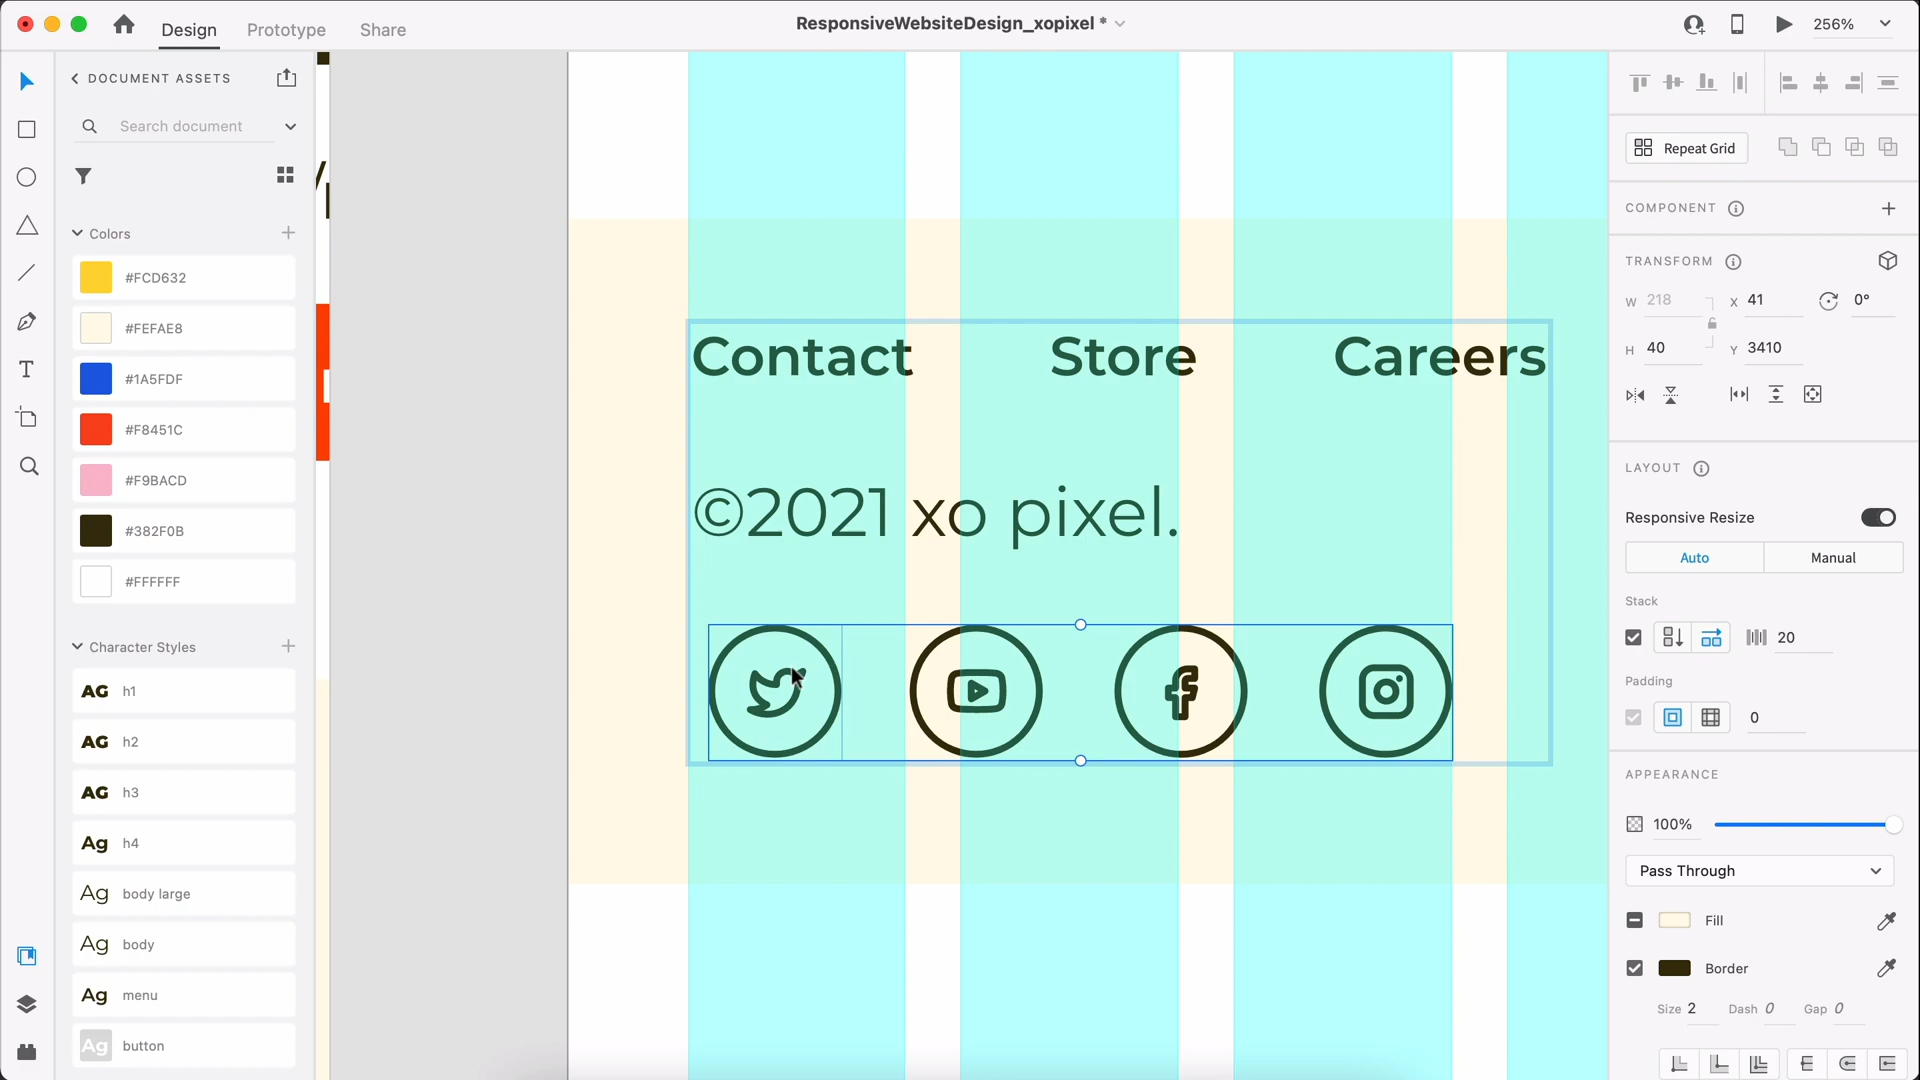 Design
Prototype
Share
ResponsiveWebsiteDesign_xopixel *
256%
DOCUMENT ASSETS
Search document
Colors
#FCD632
#FEFAE8
#1A5FDF
#F8451C
#F9BACD
#382F0B
#FFFFFF
Character Styles
AG h1
AG h2
AG h3
Ag h4
Ag body large
Ag body
Ag menu
Ag button
Contact Store Careers
©2021 xo pixel.
Repeat Grid
COMPONENT
TRANSFORM
W 218 X 41 0°
H 40 Y 3410
LAYOUT
Responsive Resize
Auto Manual
Stack
20
Padding
0
APPEARANCE
100%
Pass Through
Fill
Border
Size 2 Dash 0 Gap 0